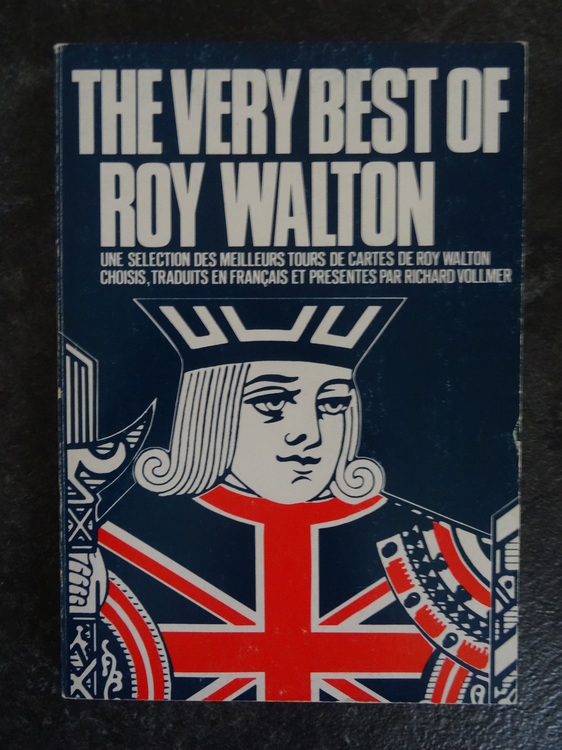 THE VERY BEST OF
ROY WALTON
UNE SELECTION DES MEILLEURS TOURS DE CARTES DE ROY WALTON
CHOISIS, TRADUITS EN FRANÇAIS ET PRESENTES PAR RICHARD VOLLMER